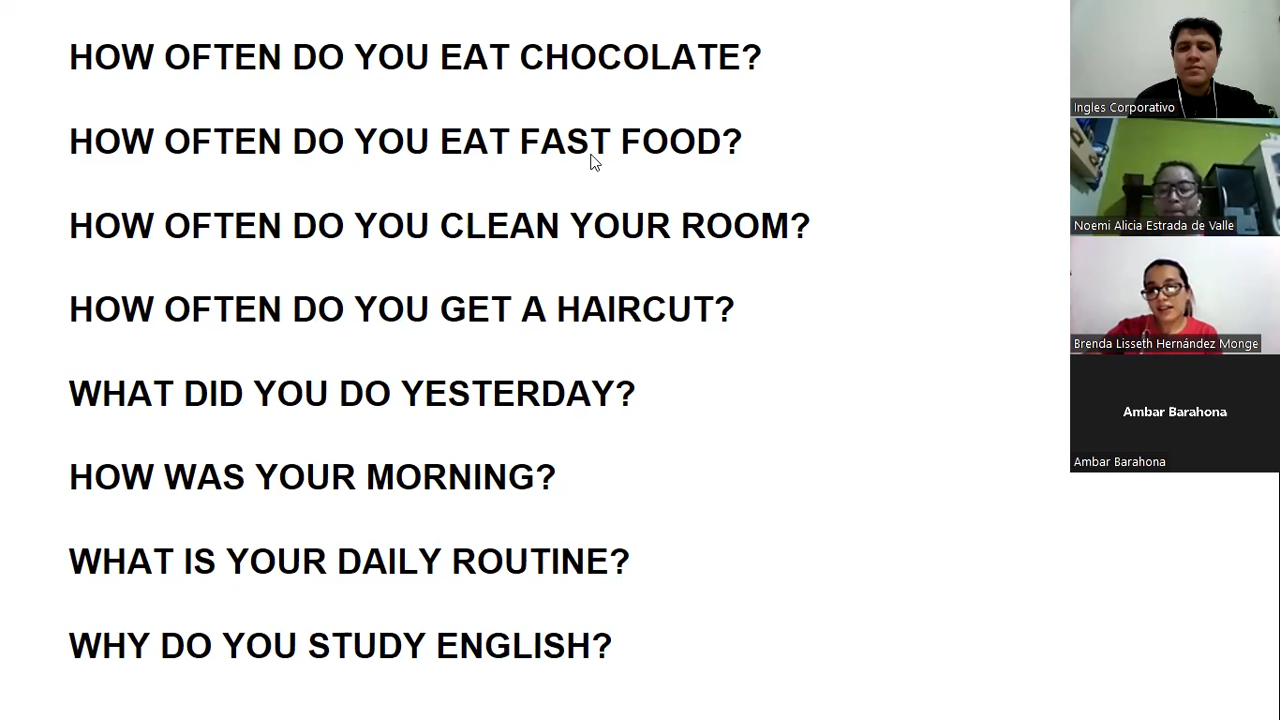 HOW OFTEN DO YOU EAT CHOCOLATE?
HOW OFTEN DO YOU EAT FAST FOOD?
HOW OFTEN DO YOU CLEAN YOUR ROOM?
HOW OFTEN DO YOU GET A HAIRCUT?
WHAT DID YOU DO YESTERDAY?
HOW WAS YOUR MORNING?
WHAT IS YOUR DAILY ROUTINE?
WHY DO YOU STUDY ENGLISH?
Ingles Corporativo
Noemi Alicia Estrada de Valle
Brenda Lisseth Hernández Monge
Ambar Barahona
Ambar Barahona